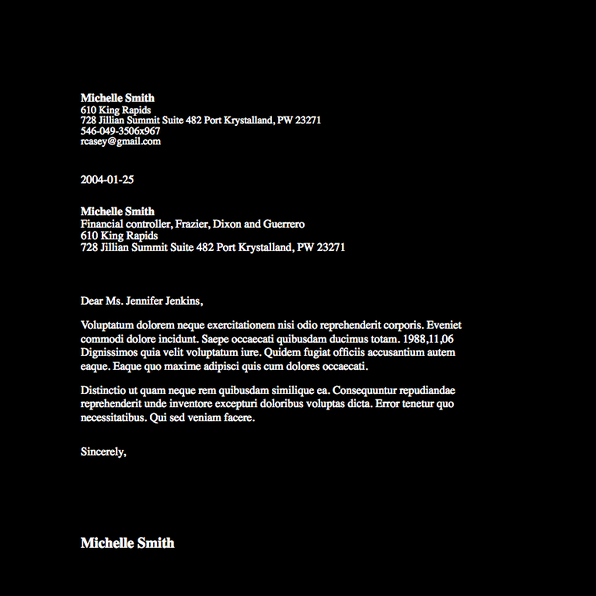 Michelle Smith
610 King Rapids
728 Jillian Summit Suite 482 Port Krystalland, PW 23271
546-049-3506x967
rcasey@gmail.com
2004-01-25
Michelle Smith
Financial controller, Frazier, Dixon and Guerrero
610 King Rapids
728 Jillian Summit Suite 482 Port Krystalland, PW 23271
Dear Ms. Jennifer Jenkins,
Voluptatum dolorem neque exercitationem nisi odio reprehenderit corporis. Eveniet
commodi dolore incidunt. Saepe occaecati quibusdam ducimus totam. 1988,11,06
Dignissimos quia velit voluptatum iure. Quidem fugiat officiis accusantium autem
eaque. Eaque quo maxime adipisci quis cum dolores occaecati.
Distinctio ut quam neque rem quibusdam similique ea. Consequuntur repudiandae
reprehenderit unde inventore excepturi doloribus voluptas dicta. Error tenetur quo
necessitatibus. Qui sed veniam facere.
Sincerely,
Michelle Smith